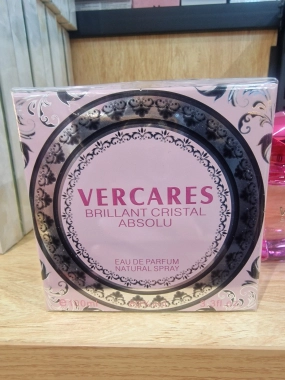 VERCARES
BRILLANT CRISTAL
ABSOLU
EAU DE PARFUM
NATURAL SPRAY